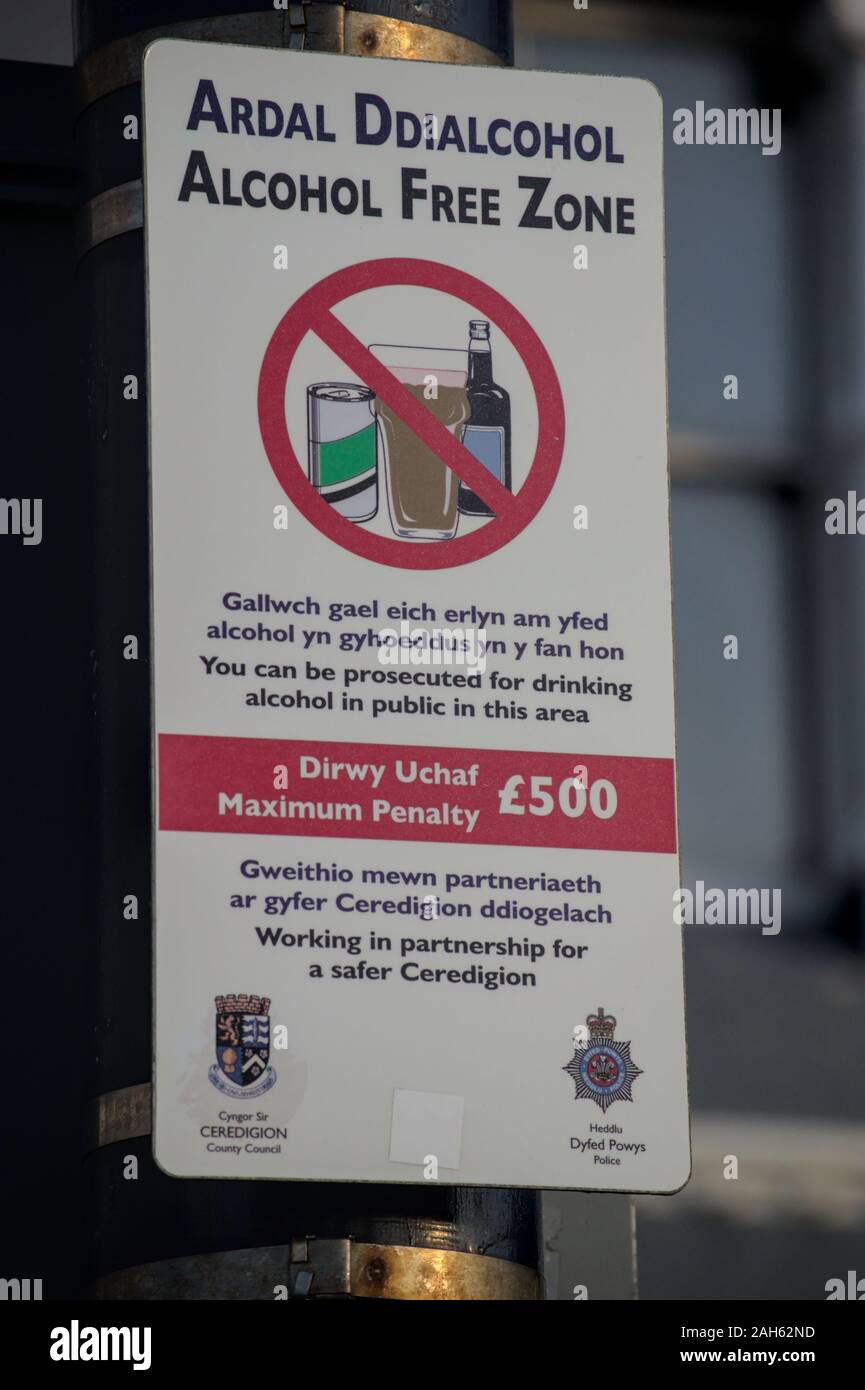 ARDAL DDIALCOHOL
ALCOHOL FREE ZONE
Gallwch gael eich erlyn am yfed
alcohol yn gyhoeddus yn y fan hon
You can be prosecuted for drinking
alcohol in public in this area
Dirwy Uchaf
Maximum Penalty
£500
Gweithio mewn partneriaeth
ar gyfer Ceredigion ddiogelach
Working in partnership for
a safer Ceredigion
Cyngor Sir
CEREDIGION
County Council
Heddlu
Dyfed Powys
Police
alamy
Image ID: 2AH62ND
www.alamy.com